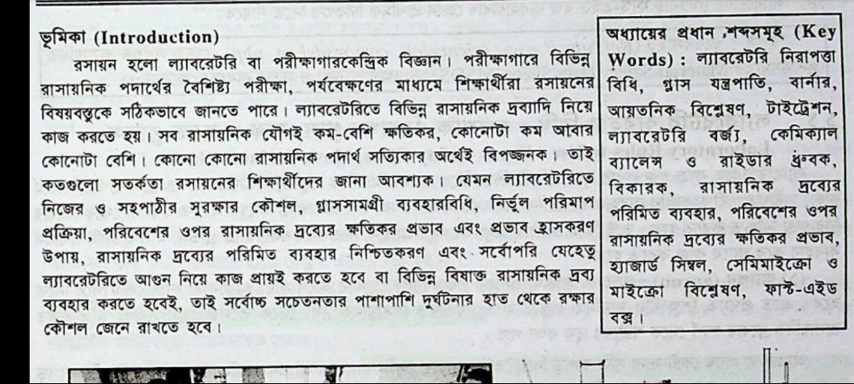 ভূমিকা (Introduction)
রসায়ন হলো ল্যাবরেটরি বা পরীক্ষাগারকেন্দ্রিক বিজ্ঞান। পরীক্ষাগারে বিভিন্ন
রাসায়নিক পদার্থের বৈশিষ্ট্য পরীক্ষা, পর্যবেক্ষণের মাধ্যমে শিক্ষার্থীরা রসায়নের
বিষয়বস্তুকে সঠিকভাবে জানতে পারে। ল্যাবরেটরিতে বিভিন্ন রাসায়নিক দ্রব্যাদি নিয়ে
কাজ করতে হয়। সব রাসায়নিক যৌগই কম-বেশি ক্ষতিকর, কোনোটা কম আবার
কোনোটা বেশি। কোনো কোনো রাসায়নিক পদার্থ সত্যিকার অর্থেই বিপজ্জনক। তাই
কতগুলো সতর্কতা রসায়নের শিক্ষার্থীদের জানা আবশ্যক। যেমন ল্যাবরেটরিতে
নিজের ও সহপাঠীর সুরক্ষার কৌশল, গ্লাসসামগ্রী ব্যবহারবিধি, নির্ভুল পরিমাপ
প্রক্রিয়া, পরিবেশের ওপর রাসায়নিক দ্রব্যের ক্ষতিকর প্রভাব এবং প্রভাব হ্রাসকরণ
উপায়, রাসায়নিক দ্রব্যের পরিমিত ব্যবহার নিশ্চিতকরণ এবং সর্বোপরি যেহেতু
ল্যাবরেটরিতে আগুন নিয়ে কাজ প্রায়ই করতে হবে বা বিভিন্ন বিষাক্ত রাসায়নিক দ্রব্য
ব্যবহার করতে হবেই, তাই সর্বোচ্চ সচেতনতার পাশাপাশি দুর্ঘটনার হাত থেকে রক্ষার
কৌশল জেনে রাখতে হবে।
অধ্যায়ের প্রধান শব্দসমূহ (Key
Words) : ল্যাবরেটরি নিরাপত্তা
বিধি, গ্লাস যন্ত্রপাতি, বার্নার,
আয়তনিক বিশ্লেষণ, টাইট্রেশন,
ল্যাবরেটরি বর্জ্য, কেমিক্যাল
ব্যালেন্স ও রাইডার ধ্রুবক,
বিকারক, রাসায়নিক দ্রব্যের
পরিমিত ব্যবহার, পরিবেশের ওপর
রাসায়নিক দ্রব্যের ক্ষতিকর প্রভাব,
হ্যাজার্ড সিম্বল, সেমিমাইক্রো ও
মাইক্রো বিশ্লেষণ, ফার্স্ট-এইড
বক্স।